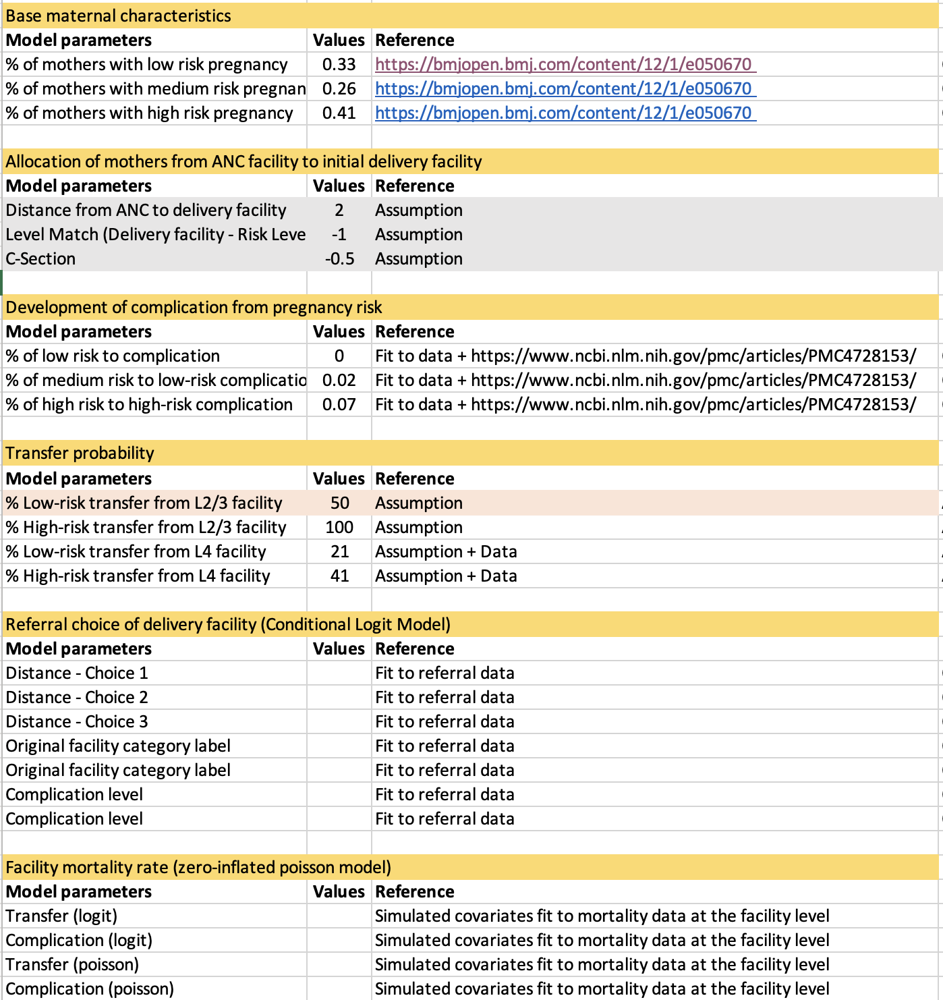 Base maternal characteristics
Model parameters Values Reference
% of mothers with low risk pregnancy 0.33 https://bmjopen.bmj.com/content/12/1/e050670
% of mothers with medium risk pregnan 0.26 https://bmjopen.bmj.com/content/12/1/e050670
% of mothers with high risk pregnancy 0.41 https://bmjopen.bmj.com/content/12/1/e050670
Allocation of mothers from ANC facility to initial delivery facility
Model parameters Values Reference
Distance from ANC to delivery facility 2 Assumption
Level Match (Delivery facility - Risk Leve -1 Assumption
C-Section -0.5 Assumption
Development of complication from pregnancy risk
Model parameters Values Reference
% of low risk to complication 0 Fit to data + https://www.ncbi.nlm.nih.gov/pmc/articles/PMC4728153/
% of medium risk to low-risk complicatio 0.02 Fit to data + https://www.ncbi.nlm.nih.gov/pmc/articles/PMC4728153/
% of high risk to high-risk complication 0.07 Fit to data + https://www.ncbi.nlm.nih.gov/pmc/articles/PMC4728153/
Transfer probability
Model parameters Values Reference
% Low-risk transfer from L2/3 facility 50 Assumption
% High-risk transfer from L2/3 facility 100 Assumption
% Low-risk transfer from L4 facility 21 Assumption + Data
% High-risk transfer from L4 facility 41 Assumption + Data
Referral choice of delivery facility (Conditional Logit Model)
Model parameters Values Reference
Distance - Choice 1 Fit to referral data
Distance - Choice 2 Fit to referral data
Distance - Choice 3 Fit to referral data
Original facility category label Fit to referral data
Original facility category label Fit to referral data
Complication level Fit to referral data
Complication level Fit to referral data
Facility mortality rate (zero-inflated poisson model)
Model parameters Values Reference
Transfer (logit) Simulated covariates fit to mortality data at the facility level
Complication (logit) Simulated covariates fit to mortality data at the facility level
Transfer (poisson) Simulated covariates fit to mortality data at the facility level
Complication (poisson) Simulated covariates fit to mortality data at the facility level